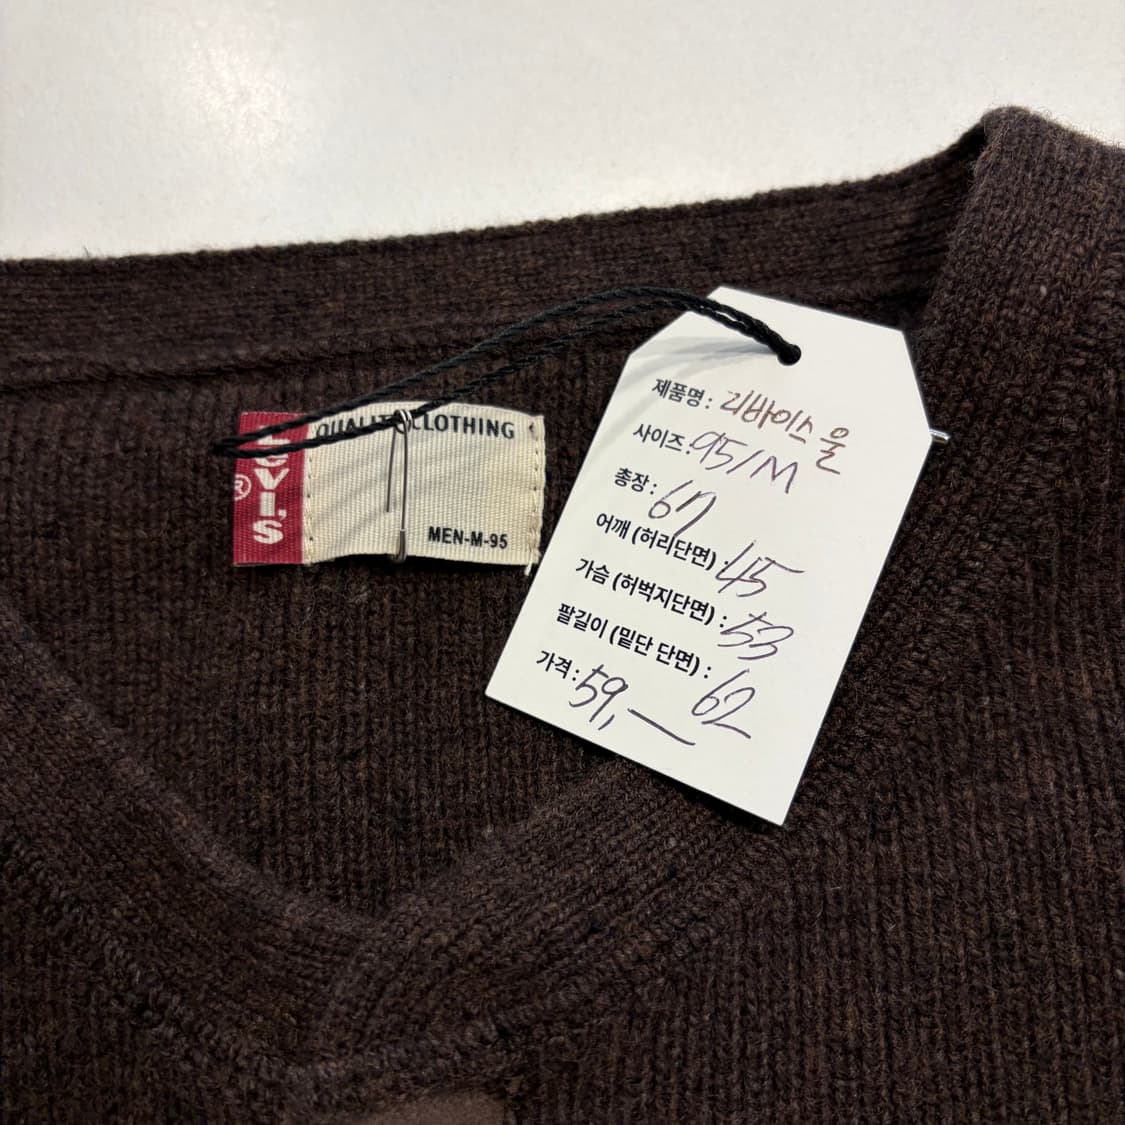 LEVI'S
®
QUALITY CLOTHING
MEN-M-95
제품명: 리바이스 울
사이즈: 95/M
총장: 67
어깨 (허리단면): 45
가슴 (허벅지단면): 53
팔길이 (밑단 단면): 62
가격: 59,—